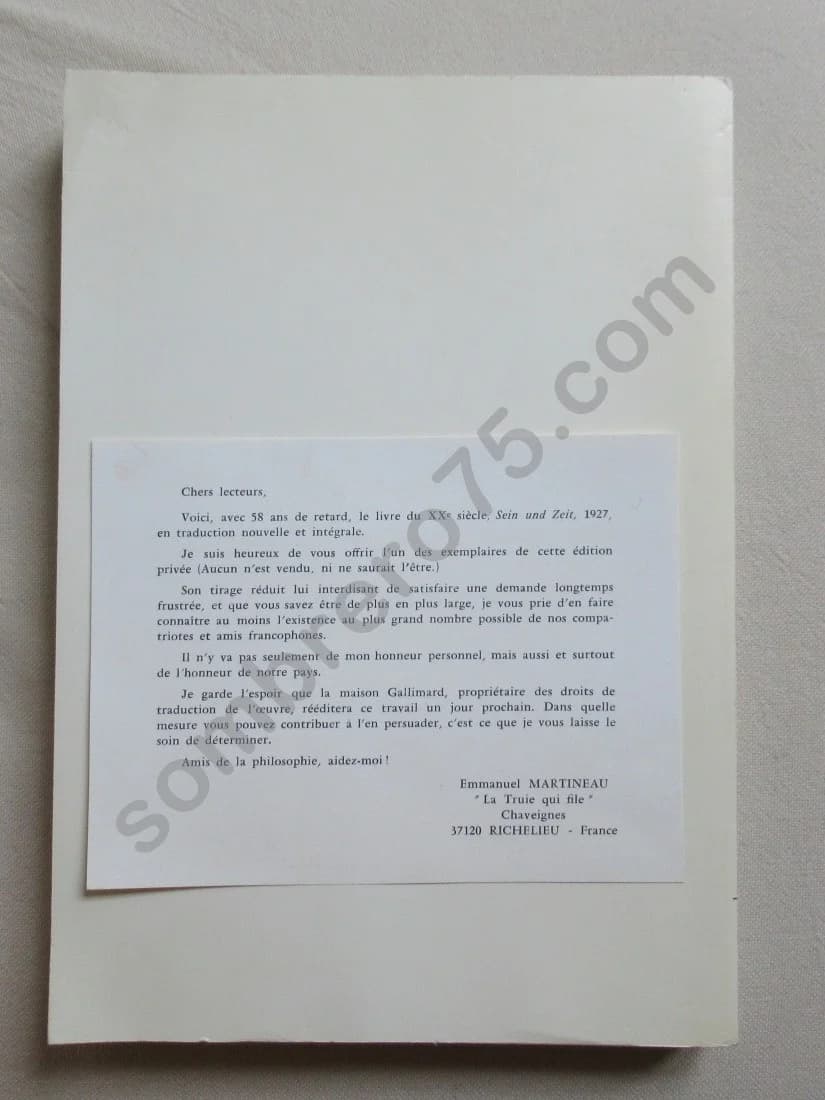 Chers lecteurs,
Voici, avec 58 ans de retard, le livre du XXe siècle, Sein und Zeit, 1927,
en traduction nouvelle et intégrale.
Je suis heureux de vous offrir l'un des exemplaires de cette édition
privée (Aucun n'est vendu, ni ne saurait l'être.)
Son tirage réduit lui interdisant de satisfaire une demande longtemps
frustrée, et que vous savez être de plus en plus large, je vous prie d'en faire
connaître au moins l'existence au plus grand nombre possible de nos compa-
triotes et amis francophones.
Il n'y va pas seulement de mon honneur personnel, mais aussi et surtout
de l'honneur de notre pays.
Je garde l'espoir que la maison Gallimard, propriétaire des droits de
traduction de l'œuvre, rééditera ce travail un jour prochain. Dans quelle
mesure vous pouvez contribuer à l'en persuader, c'est ce que je vous laisse le
soin de déterminer.
Amis de la philosophie, aidez-moi !
Emmanuel MARTINEAU
" La Truie qui file "
Chaveignes
37120 RICHELIEU - France
sombrero75.com